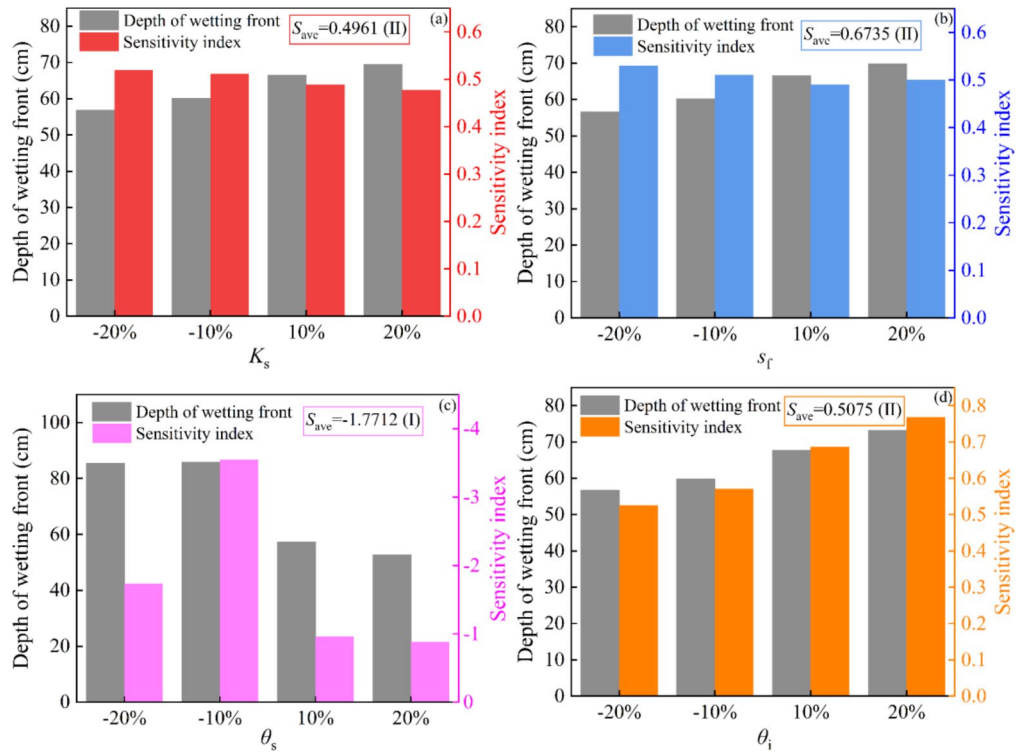 (a)
Depth of wetting front
Sensitivity index
Save=0.4961 (II)
Depth of wetting front (cm)
80
70
60
50
40
30
20
10
0
0.6
0.5
0.4
0.3
0.2
0.1
0.0
Sensitivity index
-20% -10% 10% 20%
Ks
(b)
Depth of wetting front
Sensitivity index
Save=0.6735 (II)
Depth of wetting front (cm)
80
70
60
50
40
30
20
10
0
0.6
0.5
0.4
0.3
0.2
0.1
0.0
Sensitivity index
-20% -10% 10% 20%
sf
(c)
Depth of wetting front
Sensitivity index
Save=-1.7712 (I)
Depth of wetting front (cm)
100
80
60
40
20
0
-4
-3
-2
-1
0
Sensitivity index
-20% -10% 10% 20%
θs
(d)
Depth of wetting front
Sensitivity index
Save=0.5075 (II)
Depth of wetting front (cm)
80
70
60
50
40
30
20
10
0
0.8
0.7
0.6
0.5
0.4
0.3
0.2
0.1
0.0
Sensitivity index
-20% -10% 10% 20%
θi